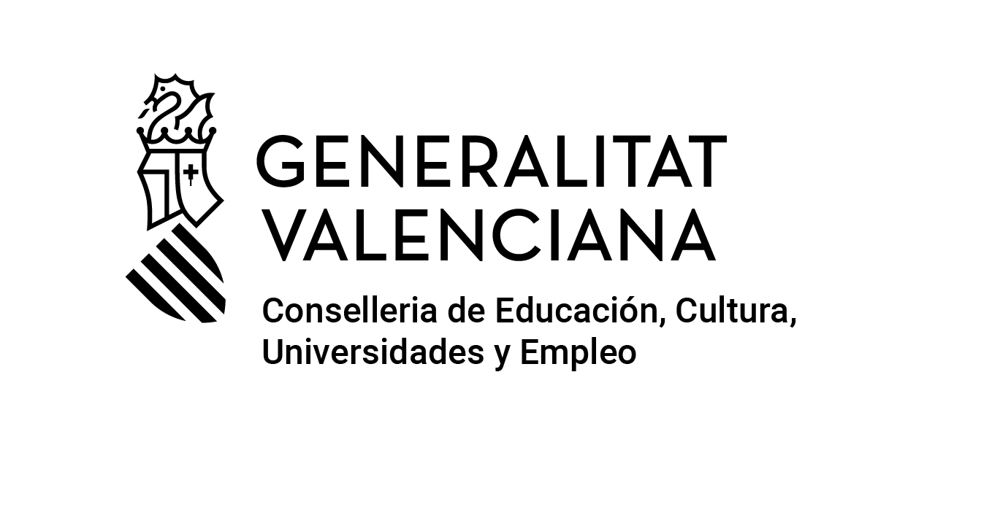 GENERALITAT
VALENCIANA
Conselleria de Educación, Cultura,
Universidades y Empleo